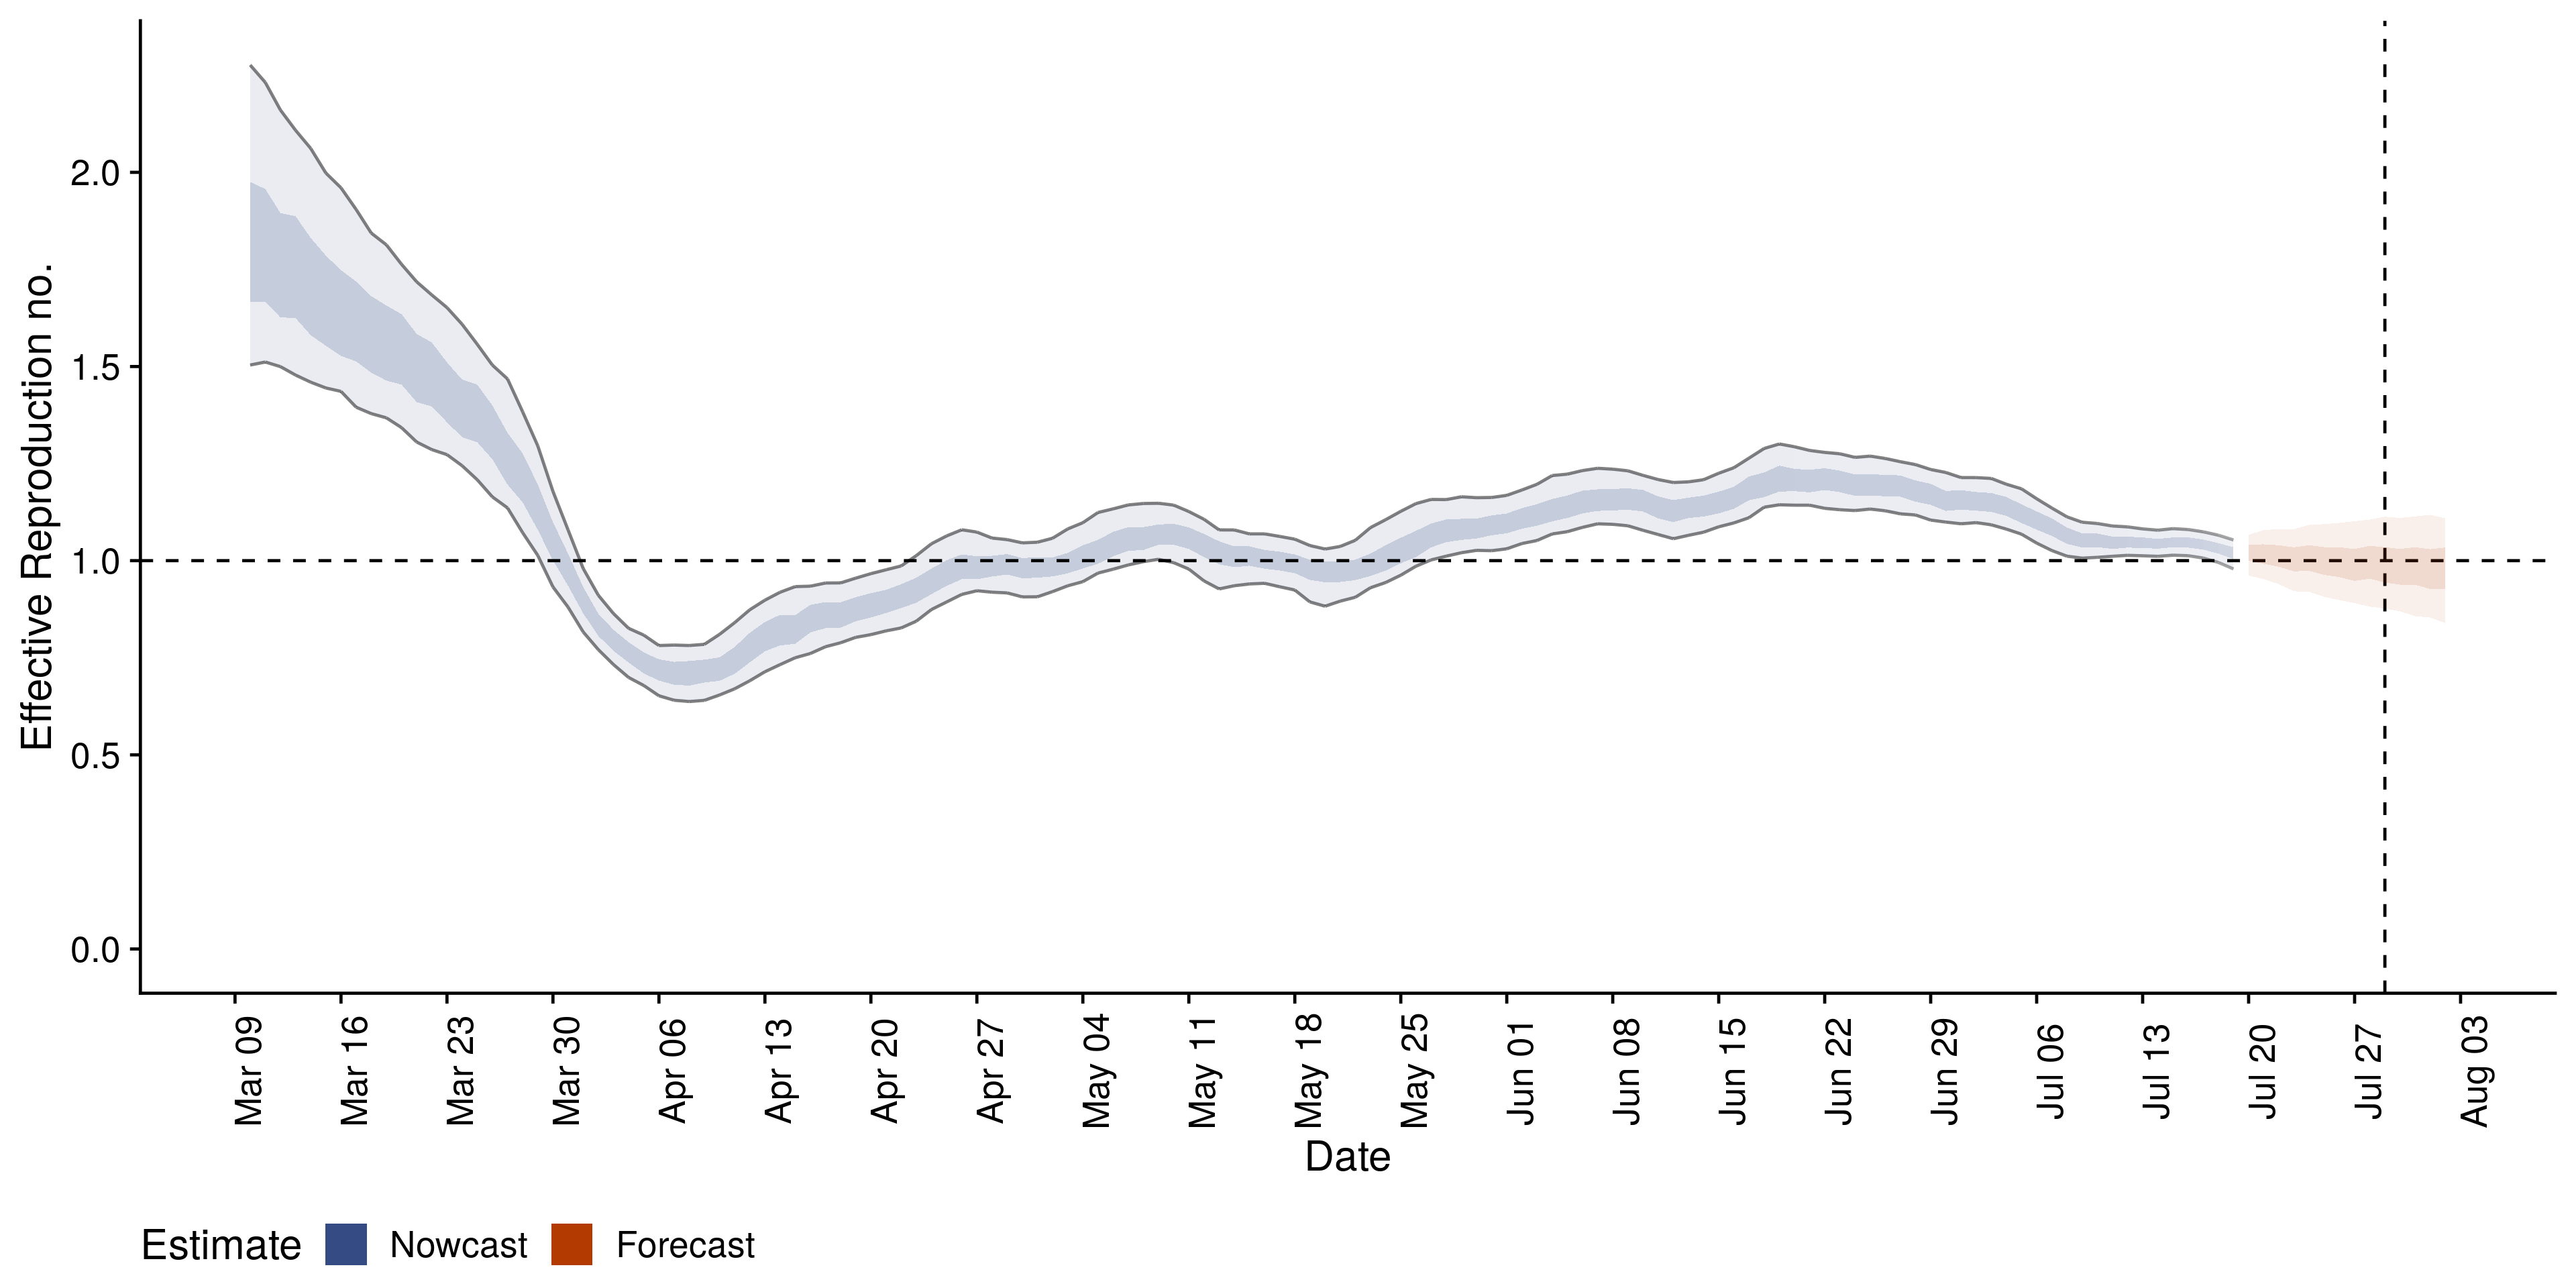 Effective Reproduction no.
2.0
1.5
1.0
0.5
0.0
Mar 09
Mar 16
Mar 23
Mar 30
Apr 06
Apr 13
Apr 20
Apr 27
May 04
May 11
May 18
May 25
Jun 01
Jun 08
Jun 15
Jun 22
Jun 29
Jul 06
Jul 13
Jul 20
Jul 27
Aug 03
Date
Estimate Nowcast Forecast